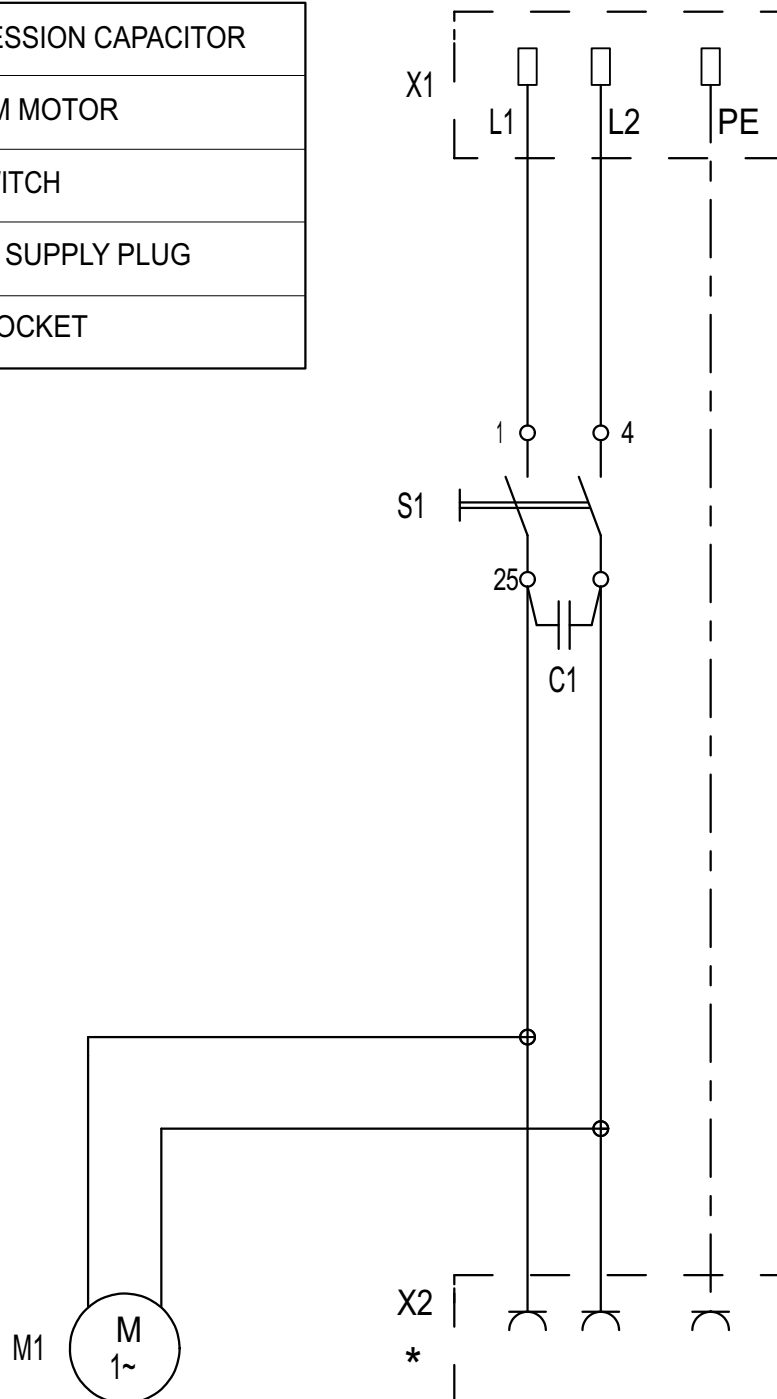 ESSION CAPACITOR
M MOTOR
ITCH
SUPPLY PLUG
OCKET
X1
L1 L2 PE
1 4
S1
25
C1
X2
*
M1
M
1~